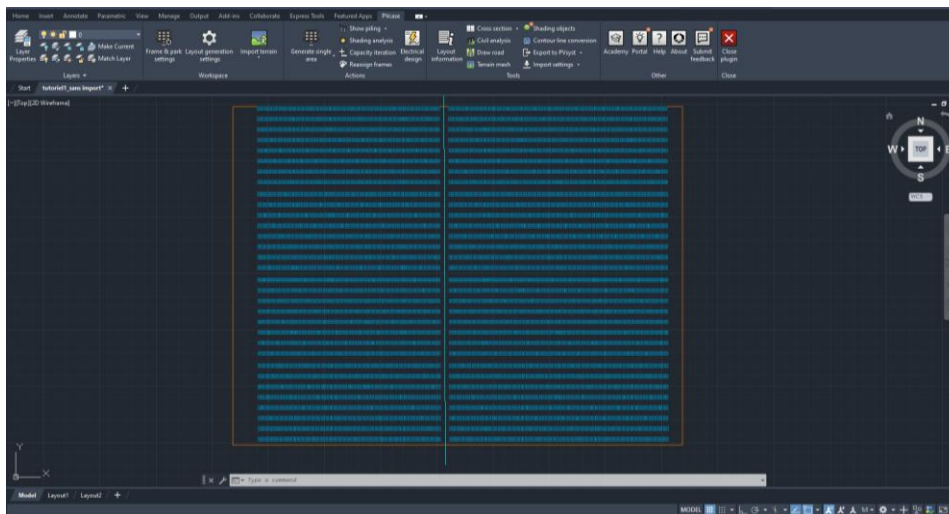 Home Insert Annotate Parametric View Manage Output Add-ins Collaborate Express Tools Featured Apps PVcase
Layer Properties
0
Make Current
Match Layer
Layers
Frame & park settings
Layout generation settings
Import terrain
Workspace
Generate single area
Show piling
Shading analysis
Capacity iteration
Reassign frames
Electrical design
Actions
Layout information
Cross section
Civil analysis
Draw road
Terrain mesh
Shading objects
Contour line conversion
Export to PVsyst
Import settings
Tools
Academy Portal Help About Submit feedback
Other
Close plugin
Close
Start tutoriel1_sans import* × +
[−][Top][2D Wireframe]
N
W TOP E
S
WCS
Y
X
Type a command
Model Layout1 Layout2 +
MODEL